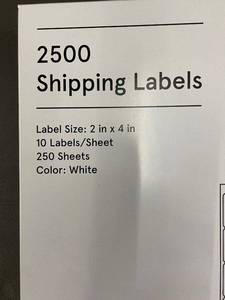 2500
Shipping Labels
Label Size: 2 in x 4 in
10 Labels/Sheet
250 Sheets
Color: White